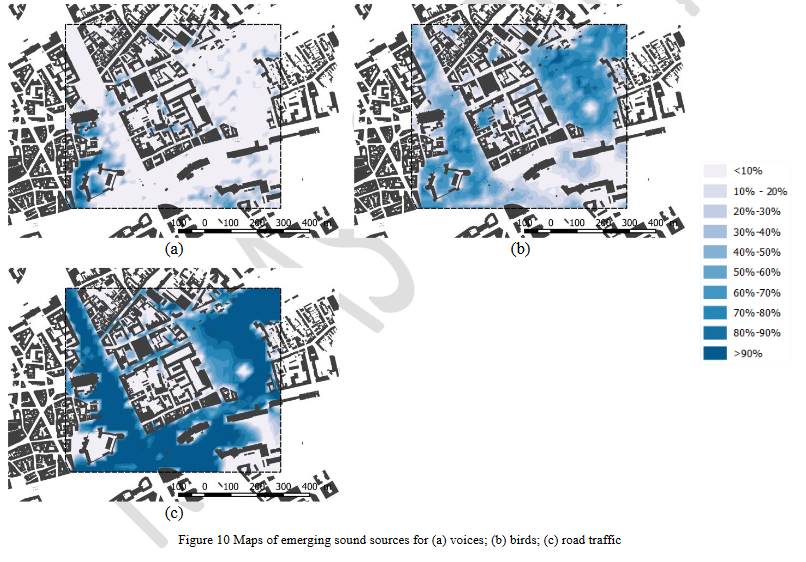 100 0 100 200 300 400 m
(a)
100 0 100 200 300 400 m
(b)
<10%
10% - 20%
20%-30%
30%-40%
40%-50%
50%-60%
60%-70%
70%-80%
80%-90%
>90%
100 0 100 200 300 400 m
(c)
Figure 10 Maps of emerging sound sources for (a) voices; (b) birds; (c) road traffic